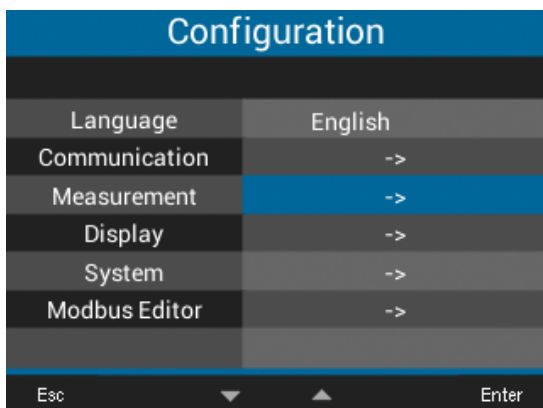 Configuration
Language English
Communication ->
Measurement ->
Display ->
System ->
Modbus Editor ->
Esc Enter